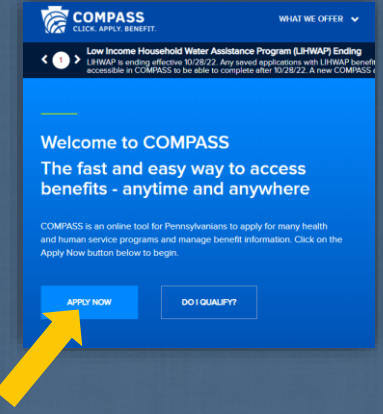 COMPASS
CLICK. APPLY. BENEFIT.
WHAT WE OFFER
1
Low Income Household Water Assistance Program (LIHWAP) Ending
LIHWAP is ending effective 10/28/22. Any saved applications with LIHWAP benefit
accessible in COMPASS to be able to complete after 10/28/22. A new COMPASS
Welcome to COMPASS
The fast and easy way to access
benefits - anytime and anywhere
COMPASS is an online tool for Pennsylvanians to apply for many health
and human service programs and manage benefit information. Click on the
Apply Now button below to begin.
APPLY NOW
DO I QUALIFY?